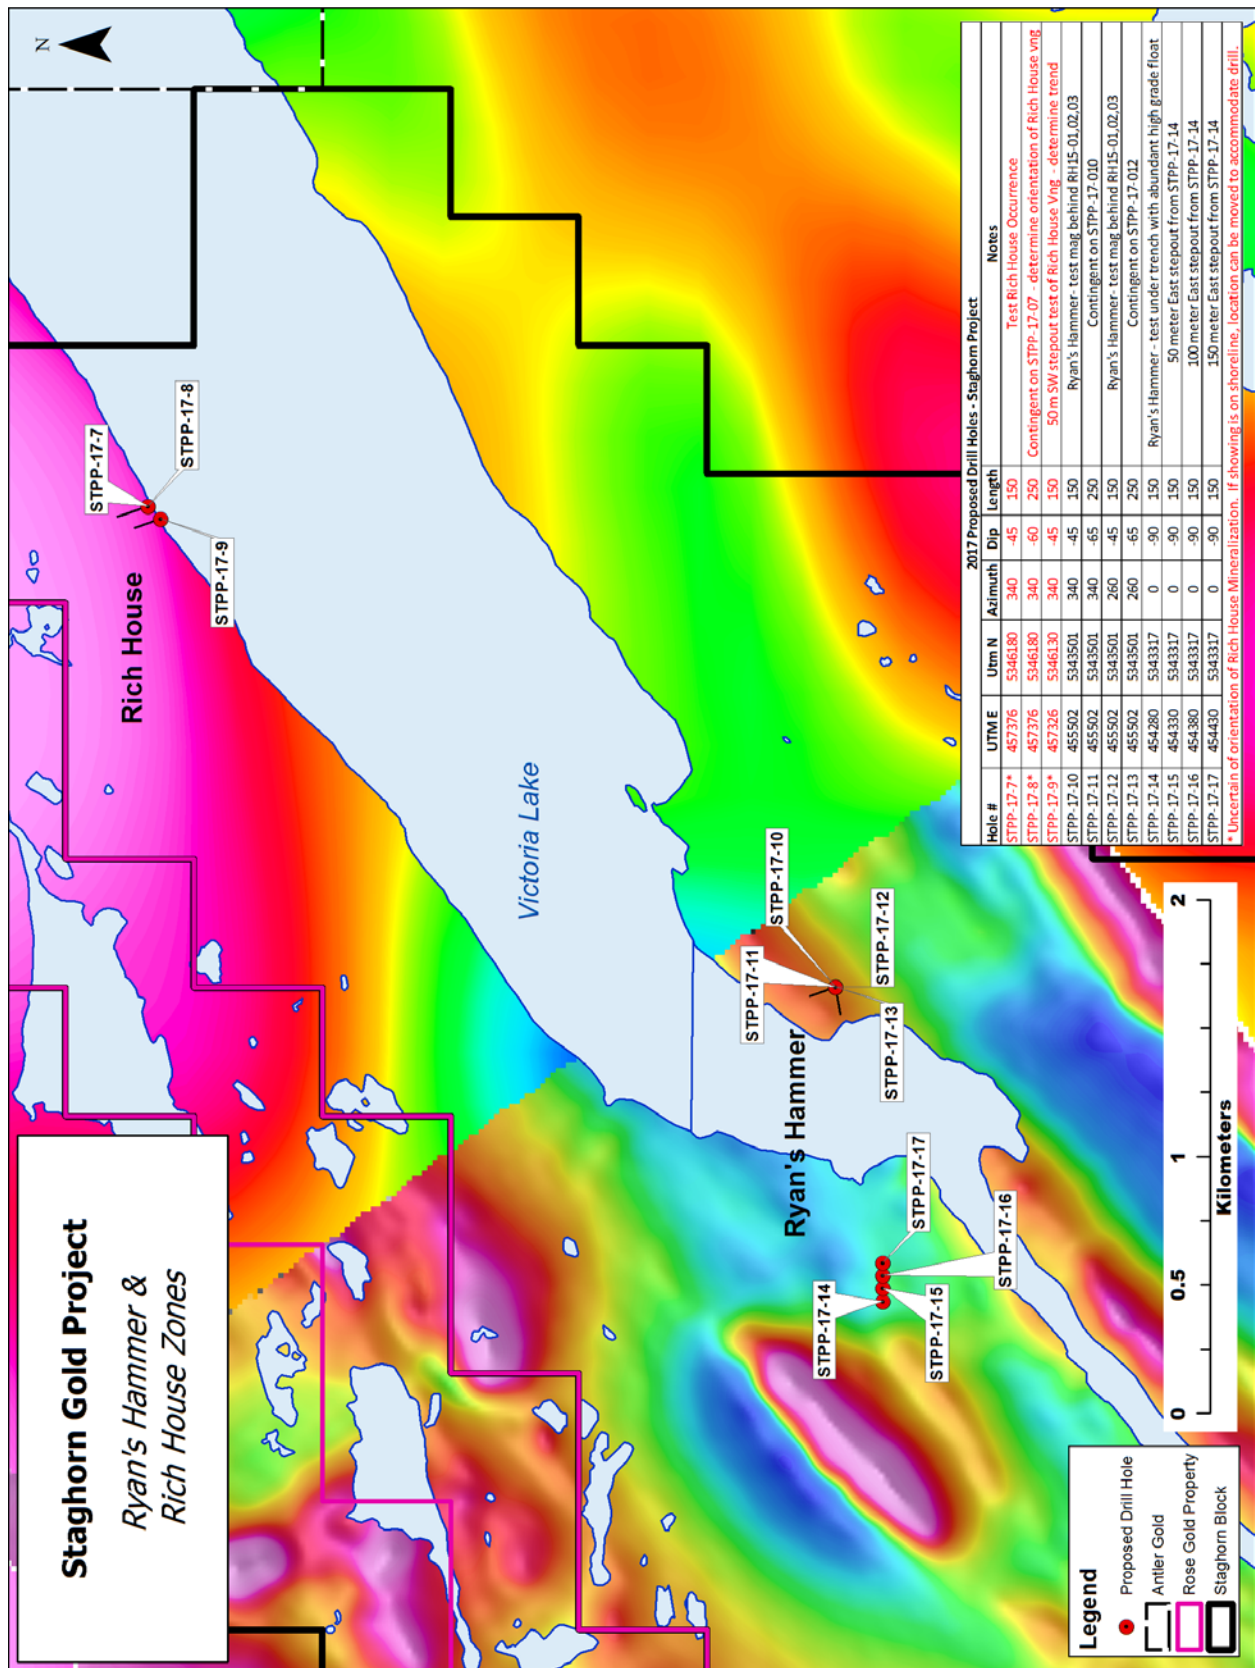 Staghorn Gold Project
Ryan's Hammer &
Rich House Zones
N
Rich House
STPP-17-7
STPP-17-8
STPP-17-9
Victoria Lake
Ryan's Hammer
STPP-17-10
STPP-17-11
STPP-17-12
STPP-17-13
STPP-17-14
STPP-17-15
STPP-17-16
STPP-17-17
Legend
Proposed Drill Hole
Antler Gold
Rose Gold Property
Staghorn Block
0 0.5 1 2
Kilometers
2017 Proposed Drill Holes - Staghorn Project
Hole # UTM E Utm N Azimuth Dip Length Notes
STPP-17-7* 457376 5346180 340 -45 150 Test Rich House Occurrence
STPP-17-8* 457376 5346180 340 -60 250 Contingent on STPP-17-07 - determine orientation of Rich House vng
STPP-17-9* 457326 5346130 340 -45 150 50 m SW stepout test of Rich House Vng - determine trend
STPP-17-10 455502 5343501 340 -45 150 Ryan's Hammer- test mag behind RH15-01,02,03
STPP-17-11 455502 5343501 340 -65 250 Contingent on STPP-17-010
STPP-17-12 455502 5343501 260 -45 150 Ryan's Hammer- test mag behind RH15-01,02,03
STPP-17-13 455502 5343501 260 -65 250 Contingent on STPP-17-012
STPP-17-14 454280 5343317 0 -90 150 Ryan's Hammer - test under trench with abundant high grade float
STPP-17-15 454330 5343317 0 -90 150 50 meter East stepout from STPP-17-14
STPP-17-16 454380 5343317 0 -90 150 100 meter East stepout from STPP-17-14
STPP-17-17 454430 5343317 0 -90 150 150 meter East stepout from STPP-17-14
* Uncertain of orientation of Rich House Mineralization. If showing is on shoreline, location can be moved to accommodate drill.